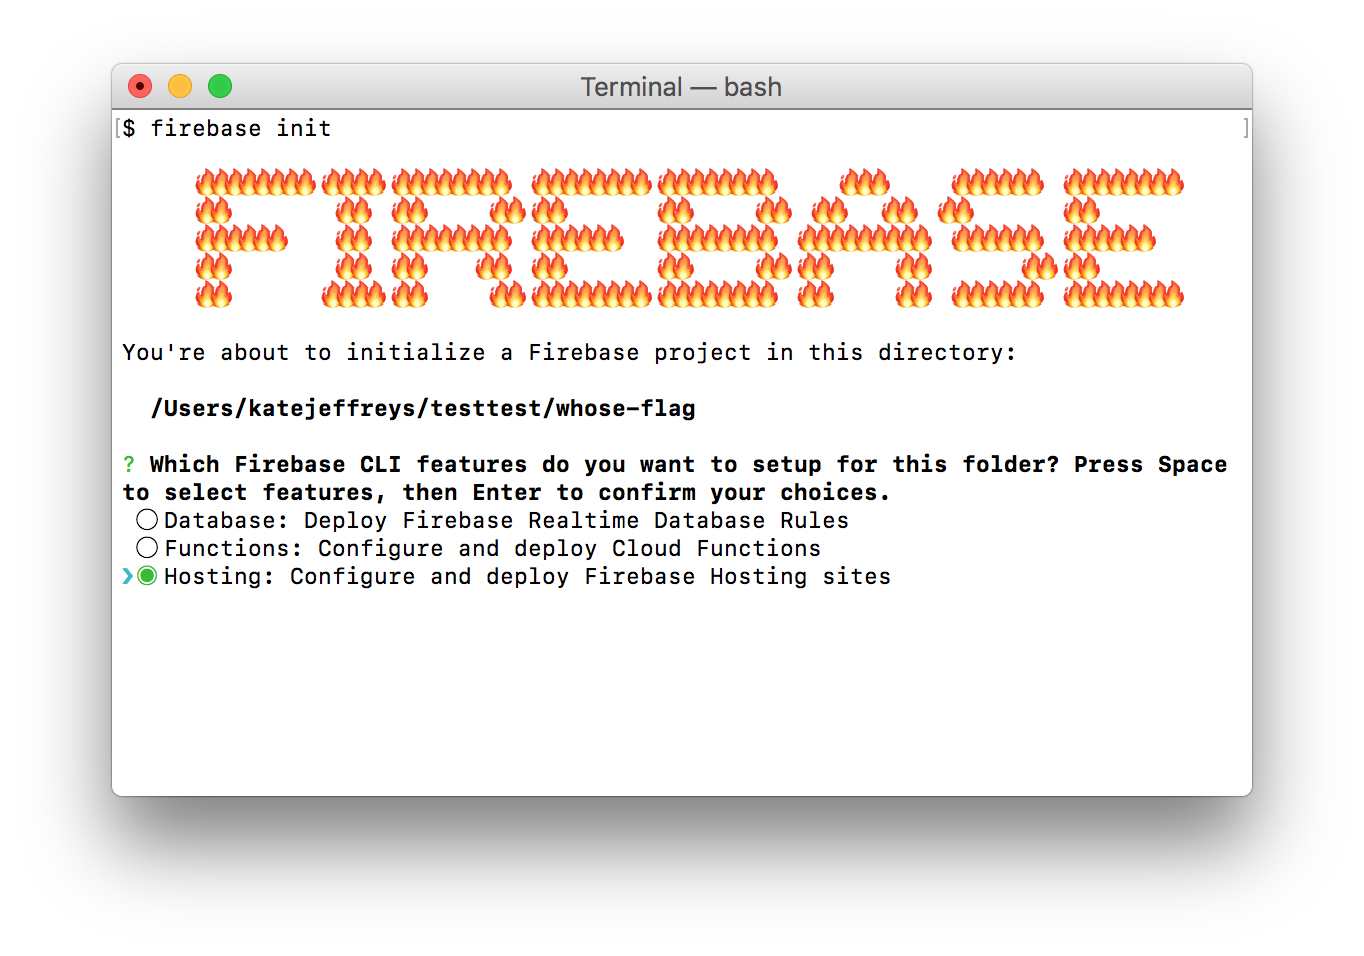 Terminal — bash
[$ firebase init ]
FIREBASE
You're about to initialize a Firebase project in this directory:
/Users/katejeffreys/testtest/whose-flag
? Which Firebase CLI features do you want to setup for this folder? Press Space
to select features, then Enter to confirm your choices.
◯ Database: Deploy Firebase Realtime Database Rules
◯ Functions: Configure and deploy Cloud Functions
❯◉ Hosting: Configure and deploy Firebase Hosting sites